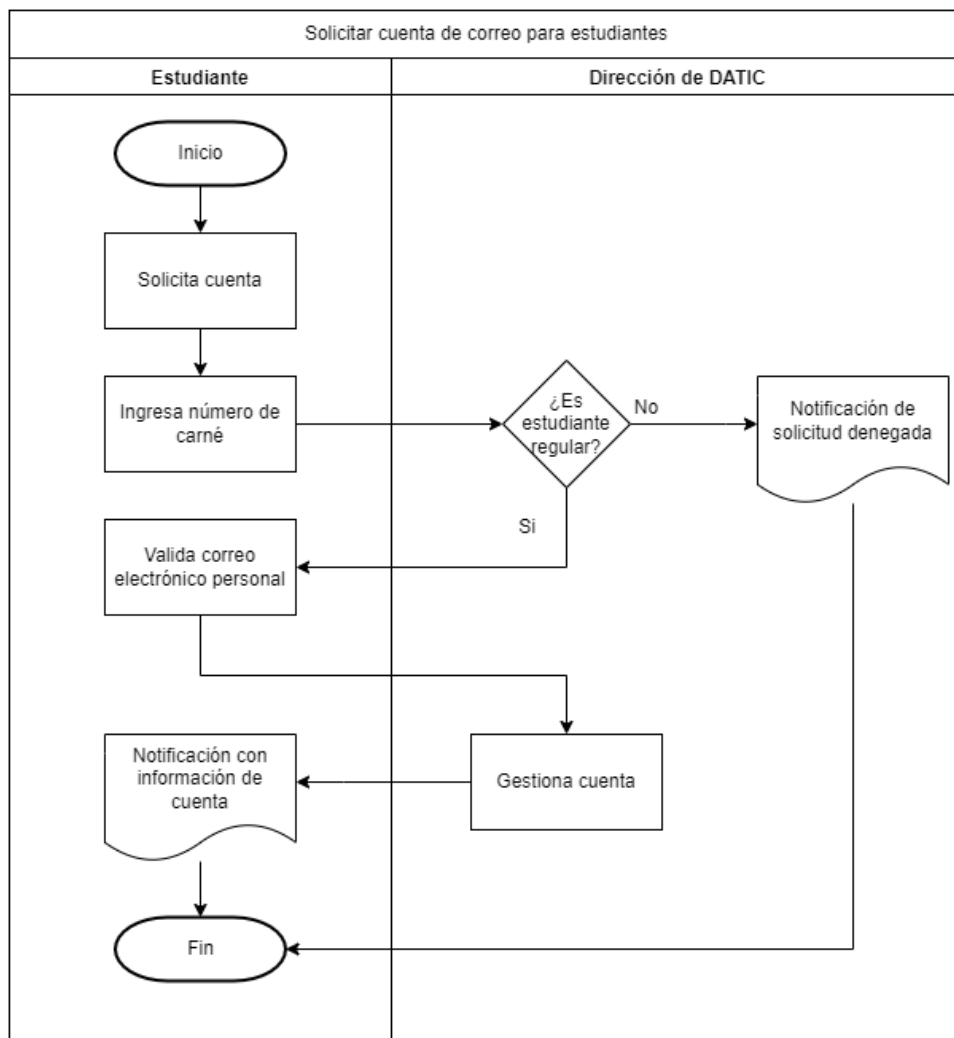 Solicitar cuenta de correo para estudiantes
Estudiante
Dirección de DATIC
Inicio
Solicita cuenta
Ingresa número de
carné
¿Es
estudiante
regular?
No
Notificación de
solicitud denegada
Si
Valida correo
electrónico personal
Gestiona cuenta
Notificación con
información de
cuenta
Fin